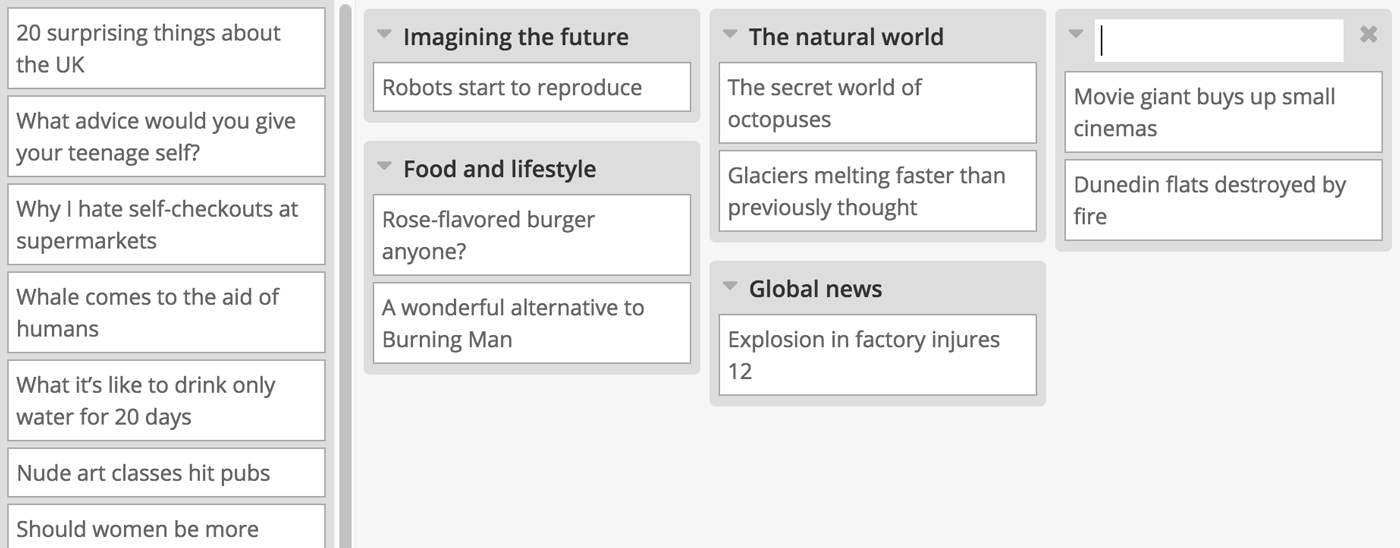 20 surprising things about
the UK
What advice would you give
your teenage self?
Why I hate self-checkouts at
supermarkets
Whale comes to the aid of
humans
What it’s like to drink only
water for 20 days
Nude art classes hit pubs
Should women be more
Imagining the future
Robots start to reproduce
Food and lifestyle
Rose-flavored burger
anyone?
A wonderful alternative to
Burning Man
The natural world
The secret world of
octopuses
Glaciers melting faster than
previously thought
Global news
Explosion in factory injures
12
Movie giant buys up small
cinemas
Dunedin flats destroyed by
fire